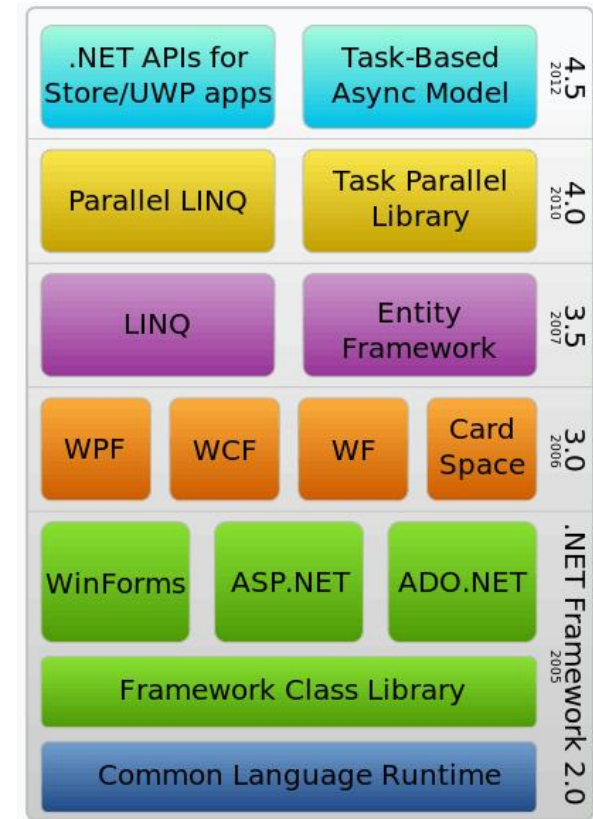 .NET APIs for
Store/UWP apps
Task-Based
Async Model
4.5
2012
Parallel LINQ
Task Parallel
Library
4.0
2010
LINQ
Entity
Framework
3.5
2007
WPF
WCF
WF
Card
Space
3.0
2006
WinForms
ASP.NET
ADO.NET
Framework Class Library
Common Language Runtime
.NET Framework 2.0
2005